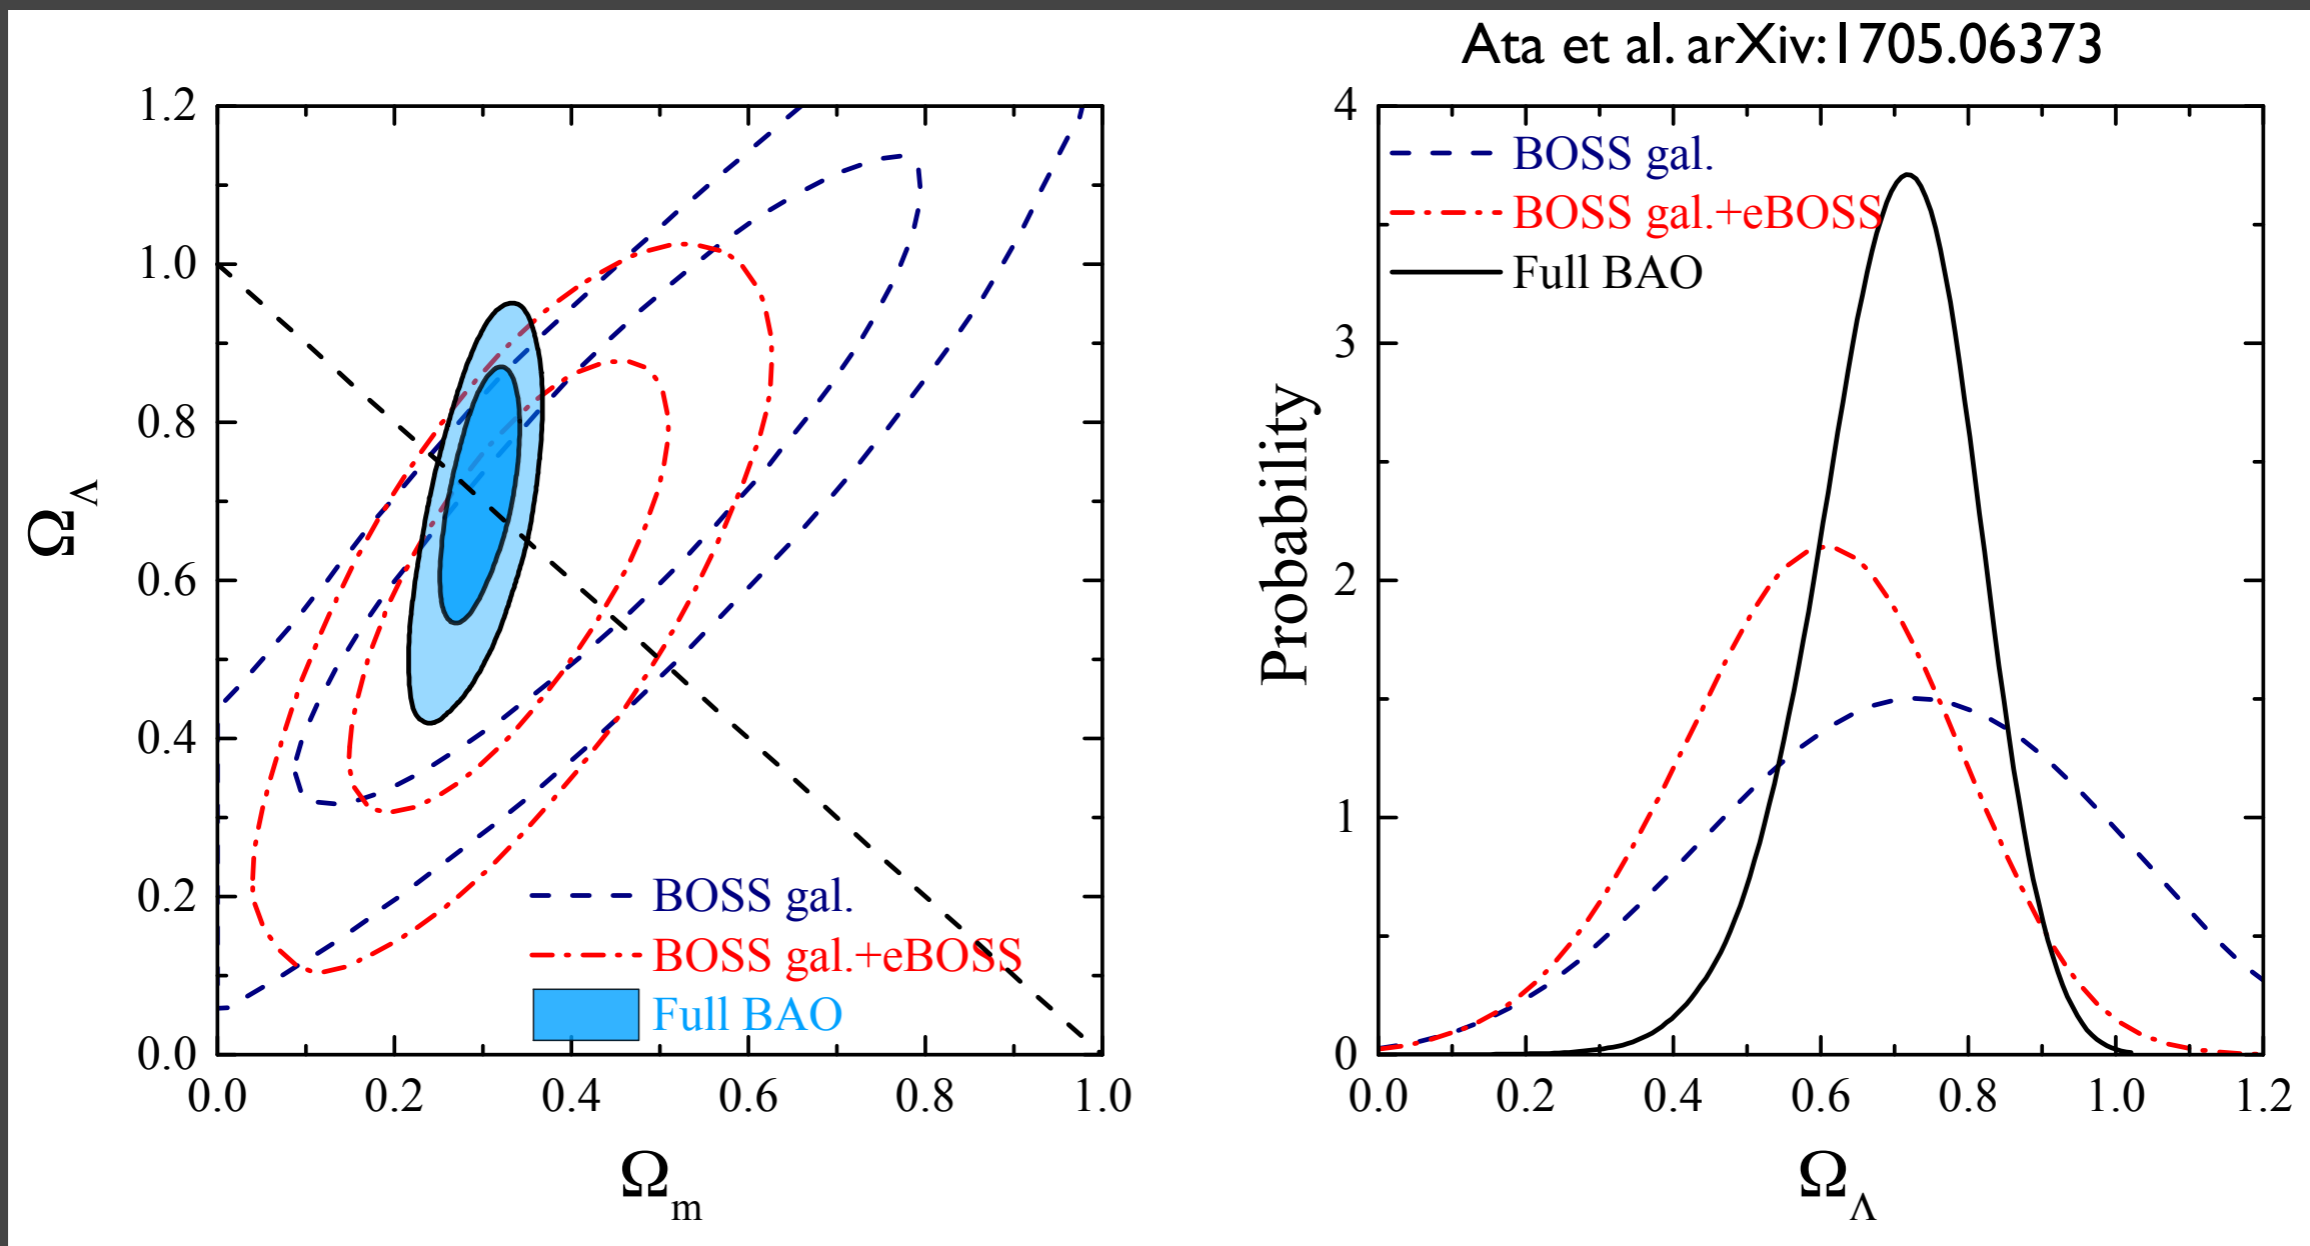 Ata et al. arXiv:1705.06373
1.2
1.0
0.8
0.6
0.4
0.2
0.0
Ω_Λ
BOSS gal.
BOSS gal.+eBOSS
Full BAO
0.0 0.2 0.4 0.6 0.8 1.0
Ω_m
4
3
2
1
0
Probability
BOSS gal.
BOSS gal.+eBOSS
Full BAO
0.0 0.2 0.4 0.6 0.8 1.0 1.2
Ω_Λ